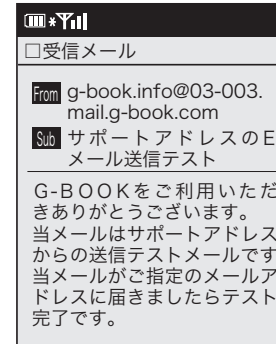 □受信メール
From g-book.info@03-003.
mail.g-book.com
Sub サポートアドレスのE
メール送信テスト
G-BOOKをご利用いただ
きありがとうございます。
当メールはサポートアドレス
からの送信テストメールです
当メールがご指定のメールア
ドレスに届きましたらテスト
完了です。